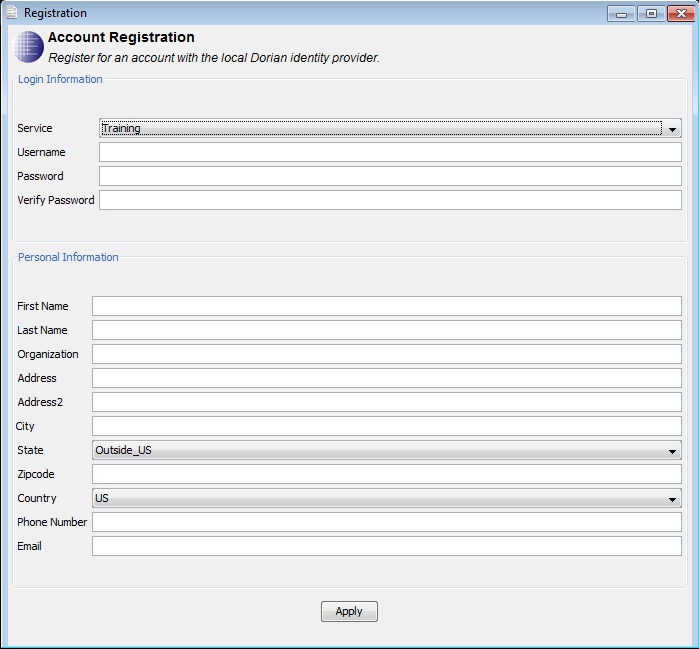 Registration
Account Registration
Register for an account with the local Dorian identity provider.
Login Information
Service Training
Username
Password
Verify Password
Personal Information
First Name
Last Name
Organization
Address
Address2
City
State Outside_US
Zipcode
Country US
Phone Number
Email
Apply